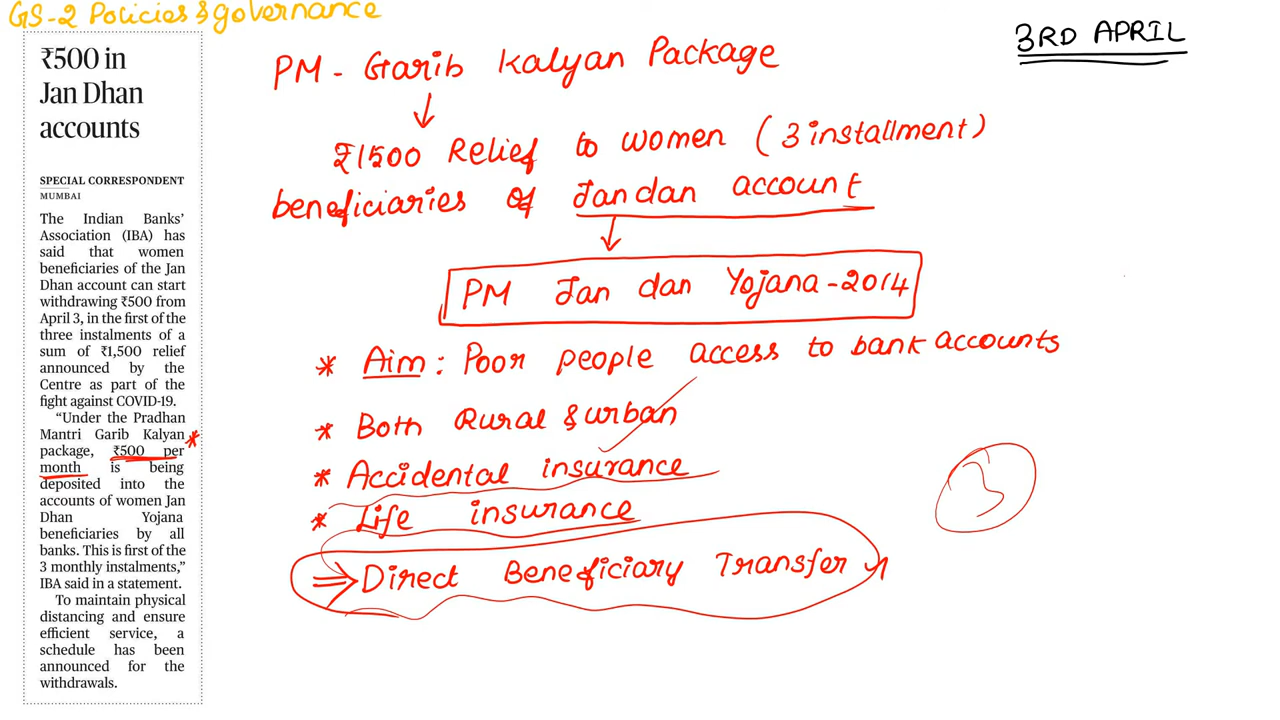 GS-2 Policies & governance
₹500 in
Jan Dhan
accounts
SPECIAL CORRESPONDENT
MUMBAI
The Indian Banks'
Association (IBA) has
said that women
beneficiaries of the Jan
Dhan account can start
withdrawing ₹500 from
April 3, in the first of the
three instalments of a
sum of ₹1,500 relief
announced by the
Centre as part of the
fight against COVID-19.
"Under the Pradhan
Mantri Garib Kalyan
package, ₹500 per
month is being
deposited into the
accounts of women Jan
Dhan Yojana
beneficiaries by all
banks. This is first of the
3 monthly instalments,"
IBA said in a statement.
To maintain physical
distancing and ensure
efficient service, a
schedule has been
announced for the
withdrawals.
3RD APRIL
PM - Garib Kalyan Package
₹1500 Relief to women (3 installment)
beneficiaries of Jandan account
PM Jan dan Yojana-2014
* Aim: Poor people access to bank accounts
* Both Rural & urban
* Accidental insurance
* Life insurance
⇒ Direct Beneficiary Transfer
3